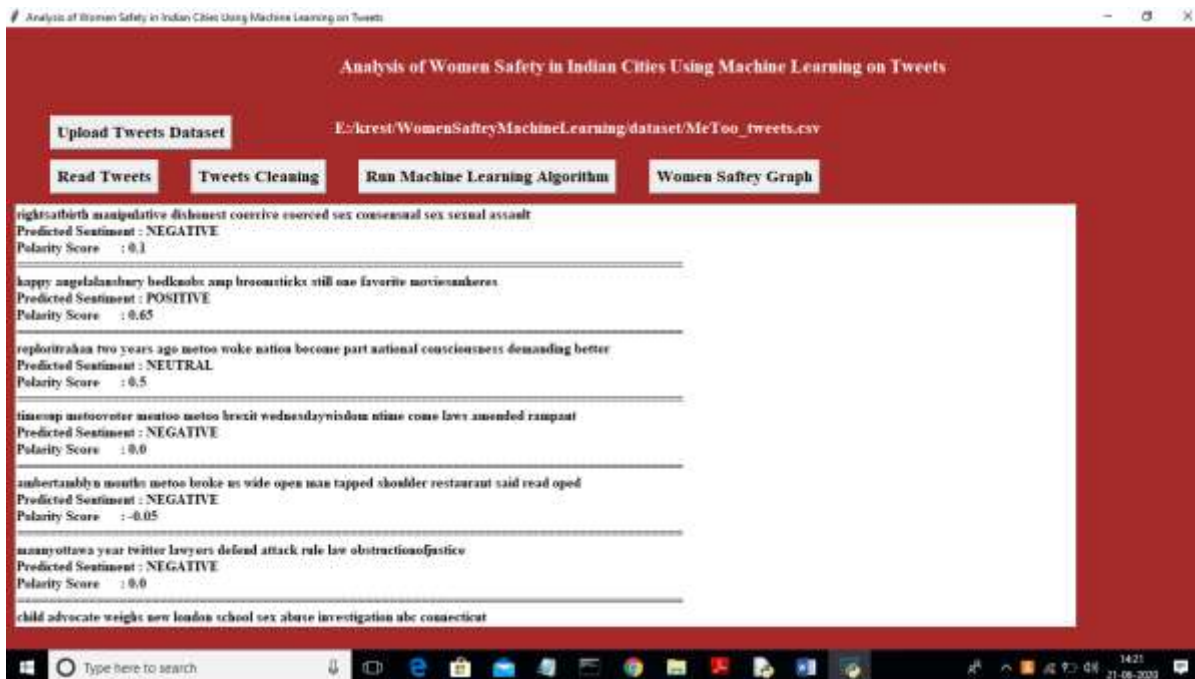 Analysis of Women Safety in Indian Cities Using Machine Learning on Tweets
Analysis of Women Safety in Indian Cities Using Machine Learning on Tweets
Upload Tweets Dataset
E:/krest/WomenSafteyMachineLearning/dataset/MeToo_tweets.csv
Read Tweets
Tweets Cleaning
Run Machine Learning Algorithm
Women Saftey Graph
rightsatbirth manipulative dishonest coercive coerced sex consensual sex sexual assault
Predicted Sentiment : NEGATIVE
Polarity Score : 0.1
happy angelalansbury bedknobs amp broomsticks still one favorite
Predicted Sentiment : POSITIVE
Polarity Score : 0.65
two years ago metoo woke nation become part national consciousness demanding better
Predicted Sentiment : NEUTRAL
Polarity Score : 0.5
timesup metoovoter mentoo metoo brexit wednesdaywisdom ntime come laws amended rampant
Predicted Sentiment : NEGATIVE
Polarity Score : 0.0
ambertamblyn months metoo broke us wide open man tapped shoulder restaurant said read oped
Predicted Sentiment : NEGATIVE
Polarity Score : -0.05
mannyottawa year twitter lawyers defend attack rule law obstructionofjustice
Predicted Sentiment : NEGATIVE
Polarity Score : 0.0
child advocate weighs new london school sex abuse investigation nbc connecticut
Type here to search
14:21
21-06-2020